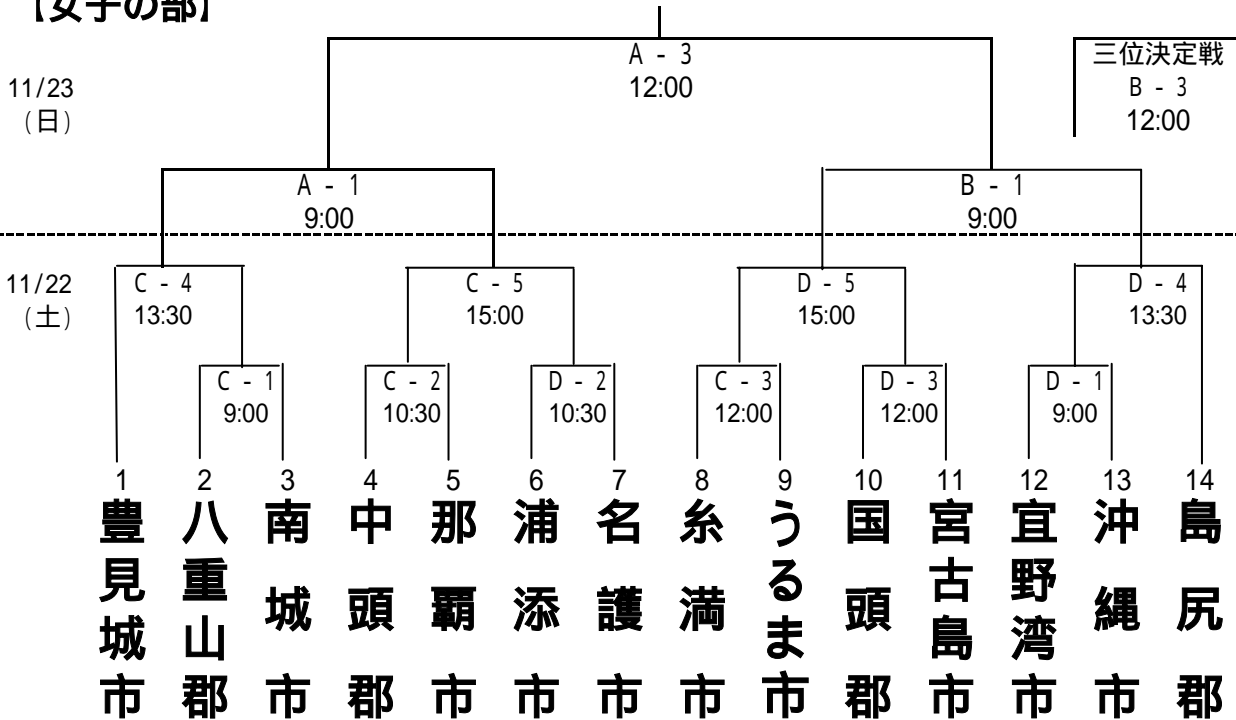 【女子の部】
A - 3
12:00
三位決定戦
B - 3
12:00
11/23
(日)
A - 1
9:00
B - 1
9:00
11/22
(土)
C - 4
13:30
C - 5
15:00
D - 5
15:00
D - 4
13:30
C - 1
9:00
C - 2
10:30
D - 2
10:30
C - 3
12:00
D - 3
12:00
D - 1
9:00
1
豊見城市
2
八重山郡
3
南城市
4
中頭郡
5
那覇市
6
浦添市
7
名護市
8
糸満市
9
うるま市
10
国頭郡
11
宮古島市
12
宜野湾市
13
沖縄市
14
島尻郡